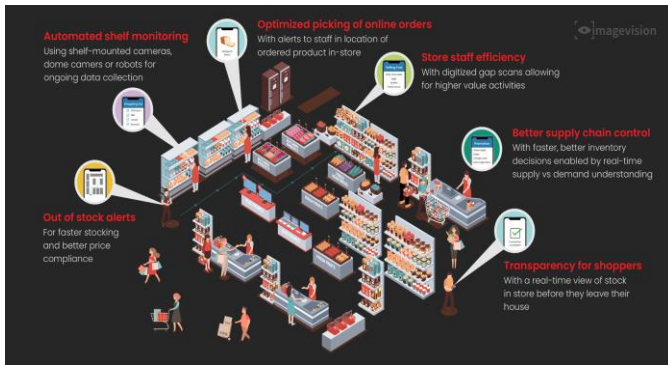 Optimized picking of online orders
With alerts to staff in location of
ordered product in-store
imagevision
Automated shelf monitoring
Using shelf-mounted cameras,
dome camers or robots for
ongoing data collection
Store staff efficiency
With digitized gap scans allowing
for higher value activities
Better supply chain control
With faster, better inventory
decisions enabled by real-time
supply vs demand understanding
Out of stock alerts
For faster stocking
and better price
compliance
Transparency for shoppers
With a real-time view of stock
in store before they leave their
house